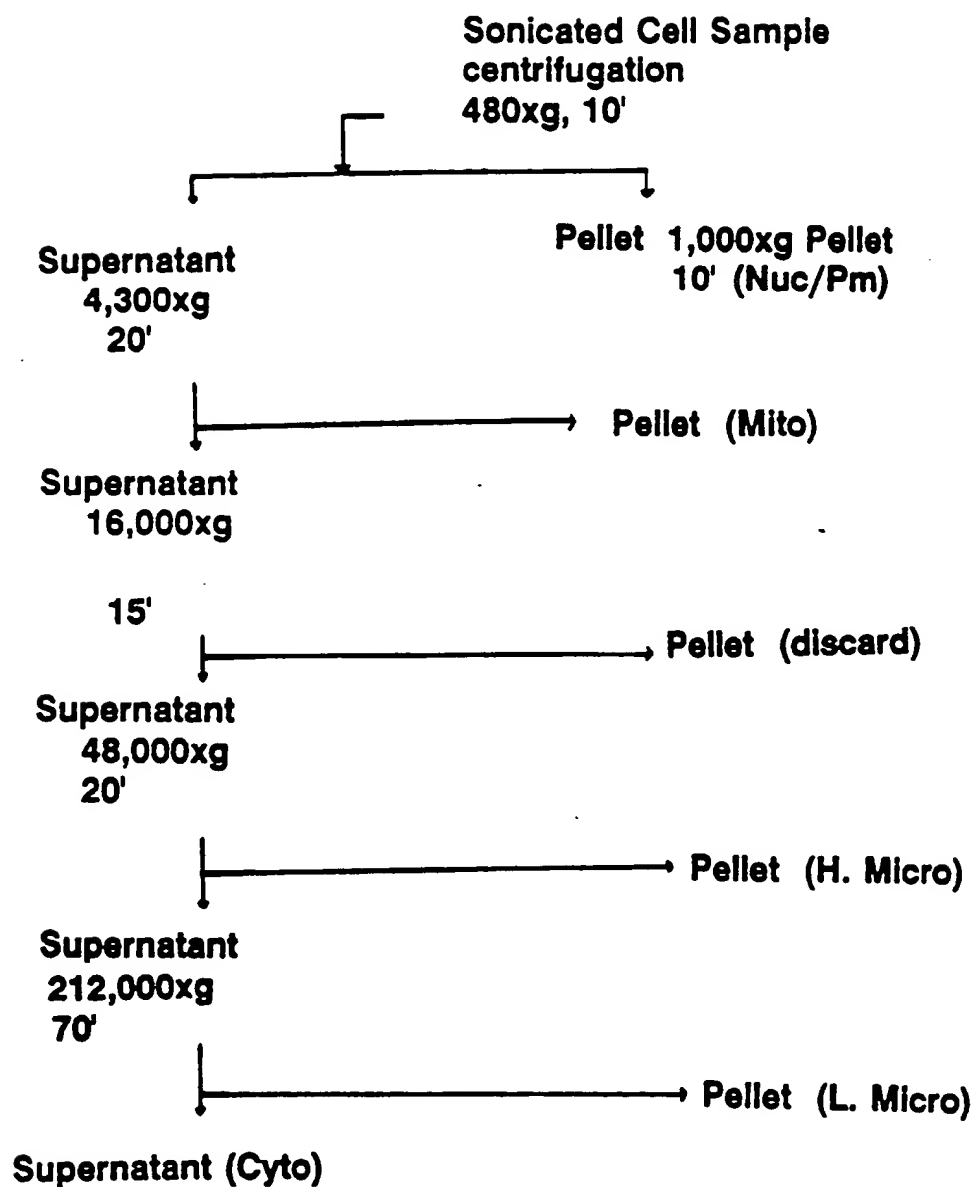 Sonicated Cell Sample
centrifugation
480xg, 10'
Pellet 1,000xg Pellet
10' (Nuc/Pm)
Supernatant
4,300xg
20'
Pellet (Mito)
Supernatant
16,000xg
15'
Pellet (discard)
Supernatant
48,000xg
20'
Pellet (H. Micro)
Supernatant
212,000xg
70'
Pellet (L. Micro)
Supernatant (Cyto)